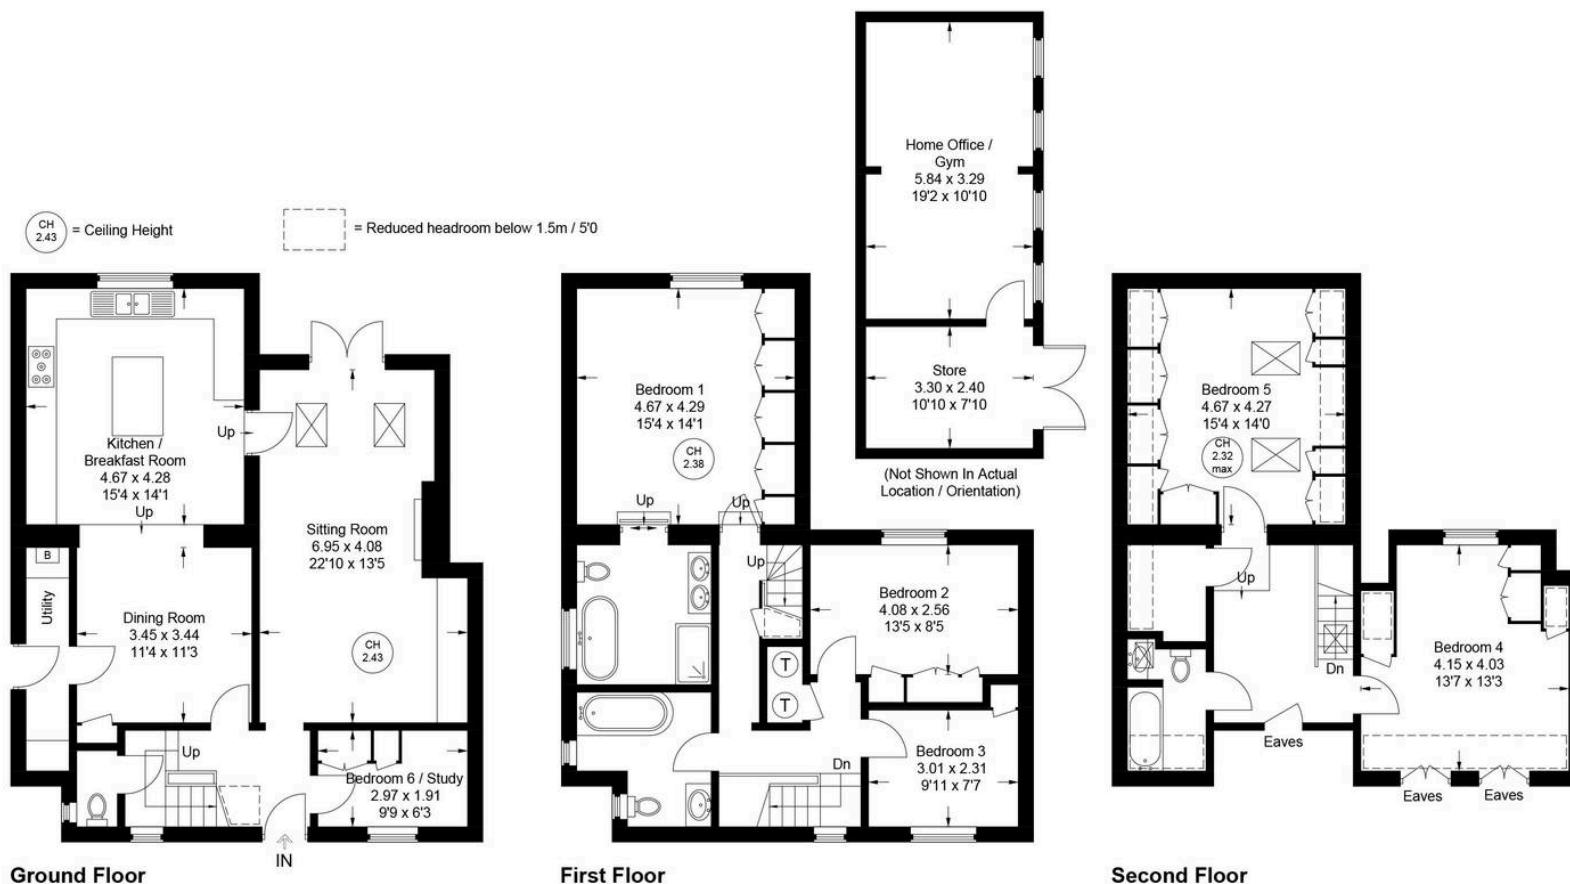 CH
2.43
= Ceiling Height
= Reduced headroom below 1.5m / 5'0
Kitchen /
Breakfast Room
4.67 x 4.28
15'4 x 14'1
Up
Up
B
Utility
Dining Room
3.45 x 3.44
11'4 x 11'3
Sitting Room
6.95 x 4.08
22'10 x 13'5
CH
2.43
Up
Bedroom 6 / Study
2.97 x 1.91
9'9 x 6'3
IN
Ground Floor
Bedroom 1
4.67 x 4.29
15'4 x 14'1
CH
2.38
Up
Up
Up
Bedroom 2
4.08 x 2.56
13'5 x 8'5
T
T
Bedroom 3
3.01 x 2.31
9'11 x 7'7
Dn
First Floor
Home Office /
Gym
5.84 x 3.29
19'2 x 10'10
Store
3.30 x 2.40
10'10 x 7'10
(Not Shown In Actual
Location / Orientation)
Bedroom 5
4.67 x 4.27
15'4 x 14'0
CH
2.32
max
Up
Dn
Bedroom 4
4.15 x 4.03
13'7 x 13'3
Eaves
Eaves
Eaves
Second Floor